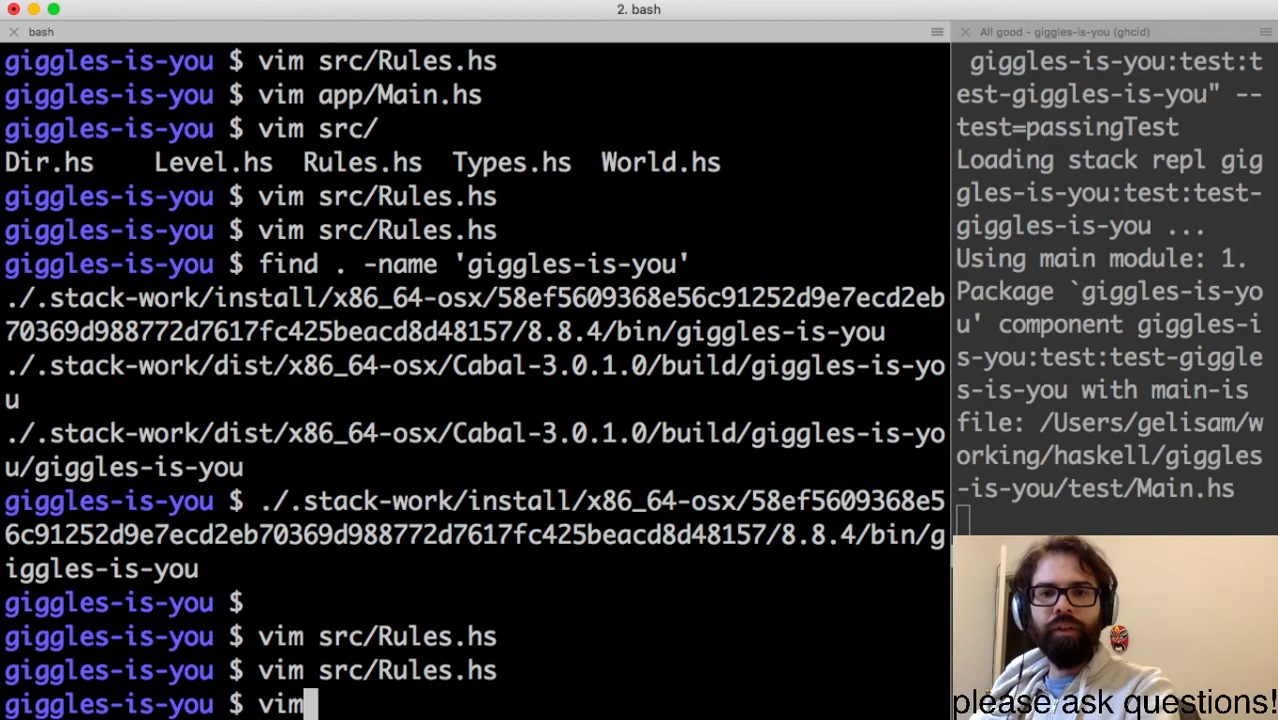 2. bash
bash
giggles-is-you $ vim src/Rules.hs
giggles-is-you $ vim app/Main.hs
giggles-is-you $ vim src/
Dir.hs    Level.hs  Rules.hs  Types.hs  World.hs
giggles-is-you $ vim src/Rules.hs
giggles-is-you $ vim src/Rules.hs
giggles-is-you $ find . -name 'giggles-is-you'
./.stack-work/install/x86_64-osx/58ef5609368e56c91252d9e7ecd2eb
70369d988772d7617fc425beacd8d48157/8.8.4/bin/giggles-is-you
./.stack-work/dist/x86_64-osx/Cabal-3.0.1.0/build/giggles-is-yo
u
./.stack-work/dist/x86_64-osx/Cabal-3.0.1.0/build/giggles-is-yo
u/giggles-is-you
giggles-is-you $ ./.stack-work/install/x86_64-osx/58ef5609368e5
6c91252d9e7ecd2eb70369d988772d7617fc425beacd8d48157/8.8.4/bin/g
iggles-is-you
giggles-is-you $
giggles-is-you $ vim src/Rules.hs
giggles-is-you $ vim src/Rules.hs
giggles-is-you $ vim
All good - giggles-is-you (ghcid)
giggles-is-you:test:t
est-giggles-is-you" --
test=passingTest
Loading stack repl gig
gles-is-you:test:test-
giggles-is-you ...
Using main module: 1.
Package `giggles-is-yo
u' component giggles-i
s-you:test:test-giggle
s-is-you with main-is
file: /Users/gelisam/w
orking/haskell/giggles
-is-you/test/Main.hs
please ask questions!